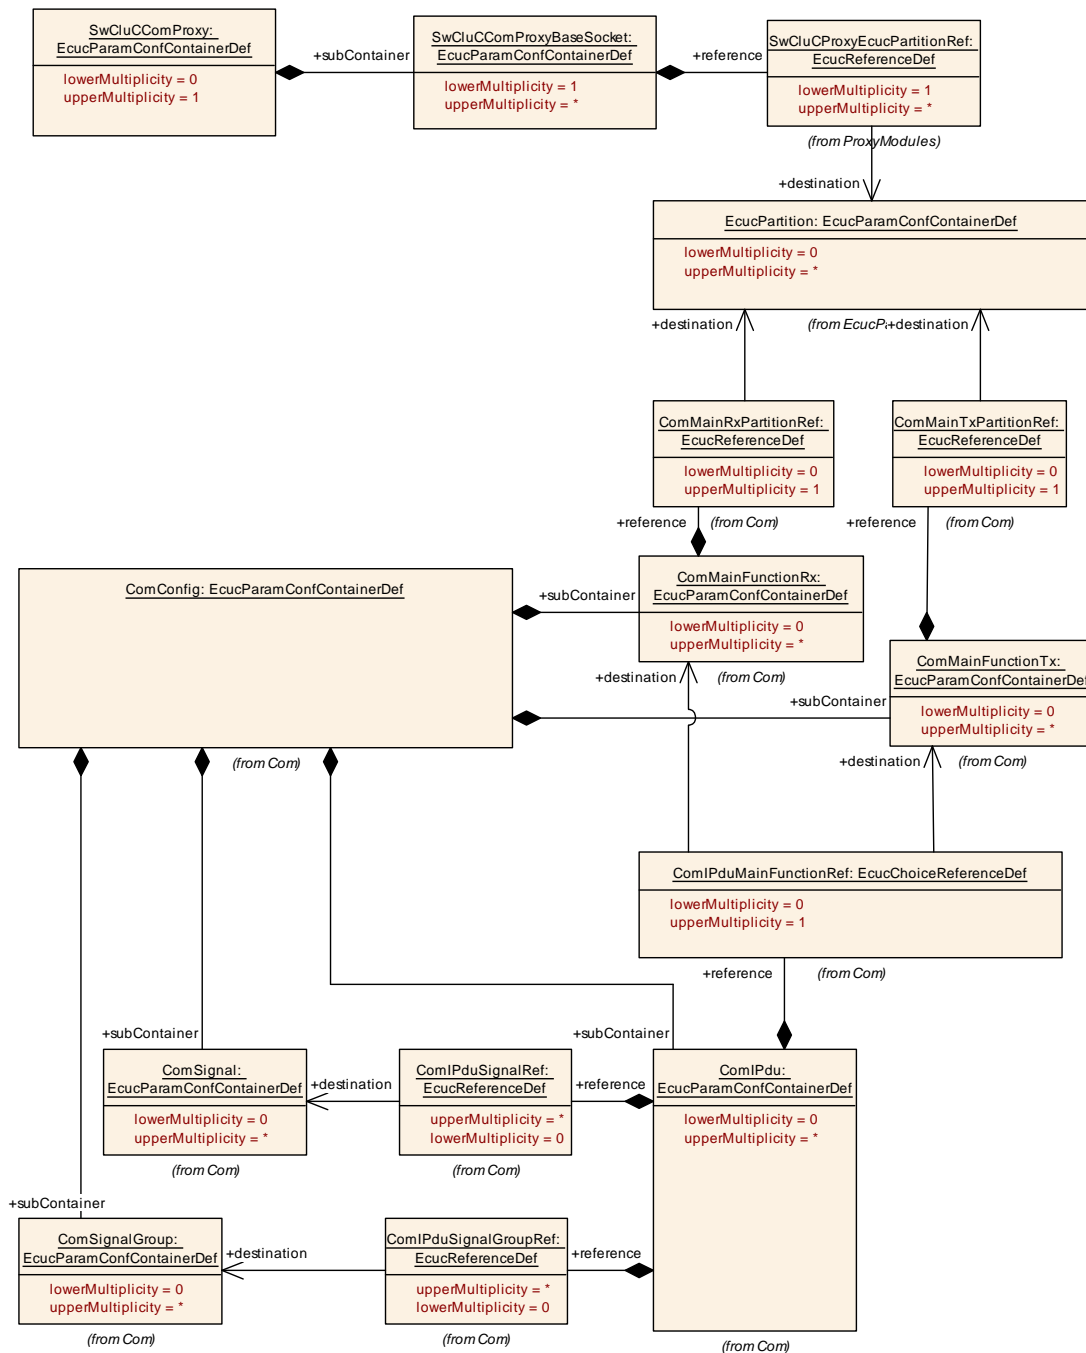 SwCluCComProxy:
EcucParamConfContainerDef
lowerMultiplicity = 0
upperMultiplicity = 1
+subContainer
SwCluCComProxyBaseSocket:
EcucParamConfContainerDef
lowerMultiplicity = 1
upperMultiplicity = *
+reference
SwCluCProxyEcucPartitionRef:
EcucReferenceDef
lowerMultiplicity = 1
upperMultiplicity = *
(from ProxyModules)
+destination
EcucPartition: EcucParamConfContainerDef
lowerMultiplicity = 0
upperMultiplicity = *
+destination
(from EcucP
+destination
ComMainRxPartitionRef:
EcucReferenceDef
lowerMultiplicity = 0
upperMultiplicity = 1
ComMainTxPartitionRef:
EcucReferenceDef
lowerMultiplicity = 0
upperMultiplicity = 1
+reference
(from Com)
+reference
(from Com)
ComConfig: EcucParamConfContainerDef
+subContainer
ComMainFunctionRx:
EcucParamConfContainerDef
lowerMultiplicity = 0
upperMultiplicity = *
+destination
(from Com)
ComMainFunctionTx:
EcucParamConfContainerDef
lowerMultiplicity = 0
upperMultiplicity = *
+subContainer
(from Com)
+destination
(from Com)
ComIPduMainFunctionRef: EcucChoiceReferenceDef
lowerMultiplicity = 0
upperMultiplicity = 1
+reference
(from Com)
+subContainer
+subContainer
ComSignal:
EcucParamConfContainerDef
lowerMultiplicity = 0
upperMultiplicity = *
(from Com)
+destination
ComIPduSignalRef:
EcucReferenceDef
upperMultiplicity = *
lowerMultiplicity = 0
(from Com)
+reference
ComIPdu:
EcucParamConfContainerDef
lowerMultiplicity = 0
upperMultiplicity = *
+subContainer
ComSignalGroup:
EcucParamConfContainerDef
lowerMultiplicity = 0
upperMultiplicity = *
(from Com)
+destination
ComIPduSignalGroupRef:
EcucReferenceDef
upperMultiplicity = *
lowerMultiplicity = 0
(from Com)
+reference
(from Com)